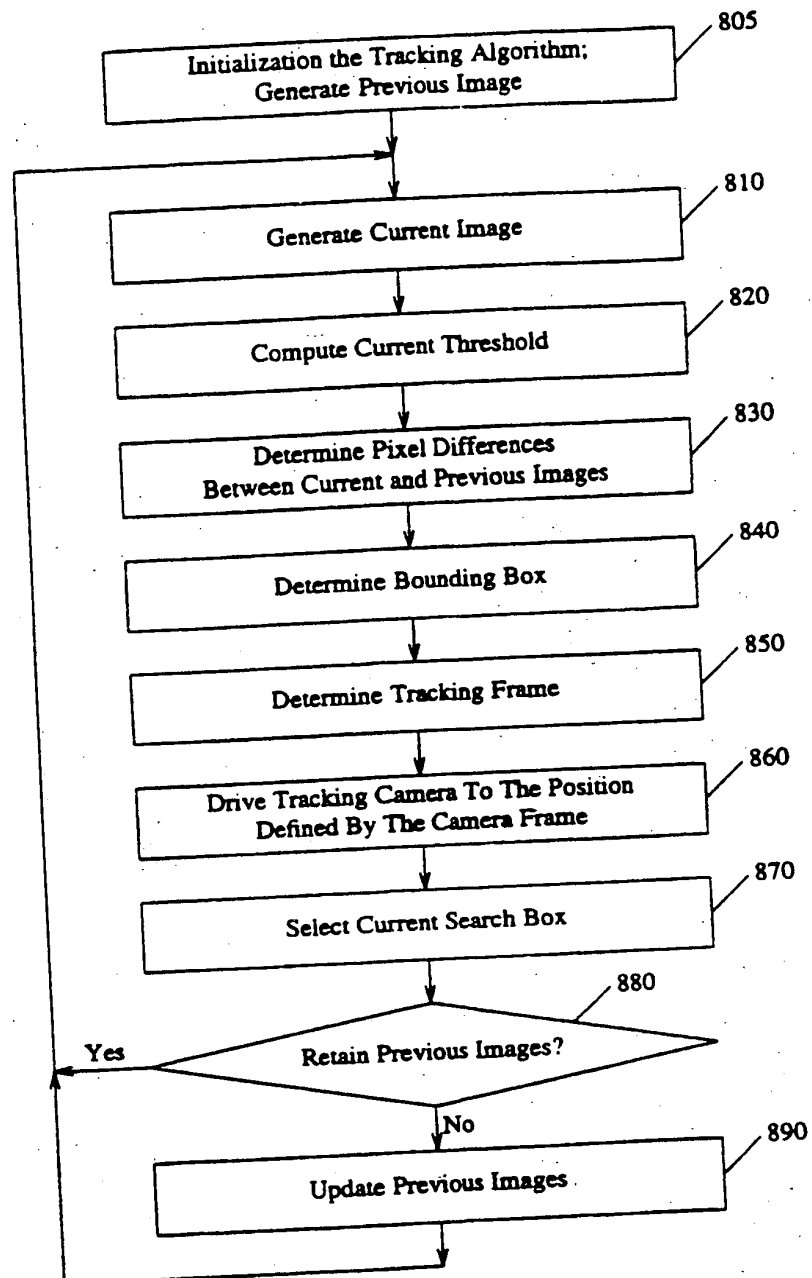 805
Initialization the Tracking Algorithm;
Generate Previous Image
810
Generate Current Image
820
Compute Current Threshold
830
Determine Pixel Differences
Between Current and Previous Images
840
Determine Bounding Box
850
Determine Tracking Frame
860
Drive Tracking Camera To The Position
Defined By The Camera Frame
870
Select Current Search Box
880
Retain Previous Images?
Yes
No
890
Update Previous Images